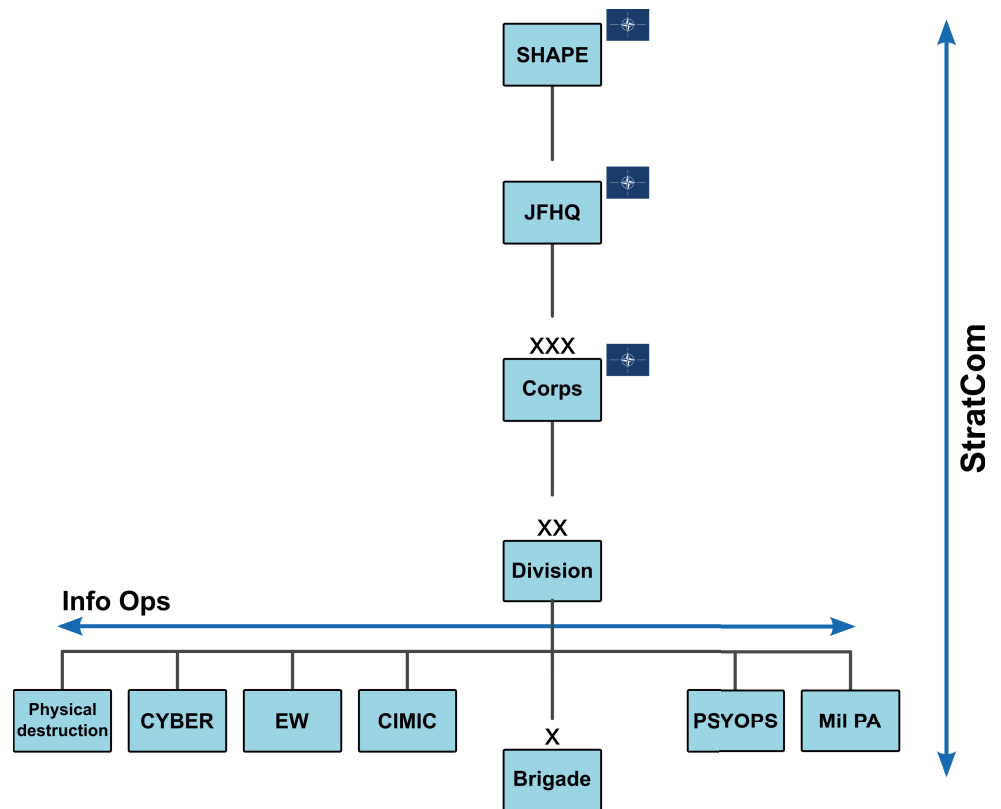 SHAPE
JFHQ
XXX
Corps
StratCom
XX
Division
Info Ops
Physical
destruction
CYBER
EW
CIMIC
PSYOPS
Mil PA
X
Brigade